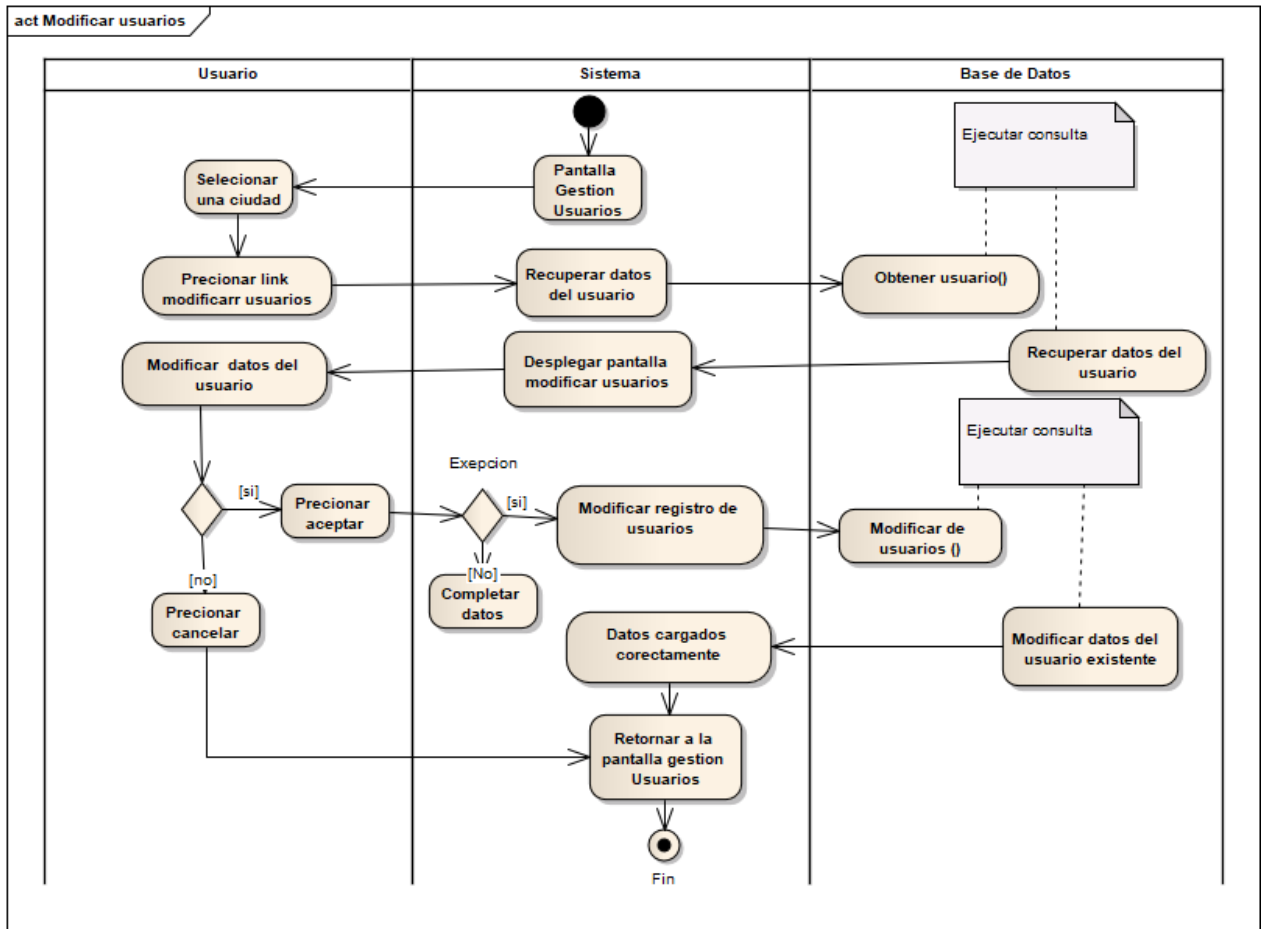 act Modificar usuarios
Usuario
Sistema
Base de Datos
Ejecutar consulta
Pantalla
Gestion
Usuarios
Selecionar
una ciudad
Precionar link
modificarr usuarios
Recuperar datos
del usuario
Obtener usuario()
Modificar datos del
usuario
Desplegar pantalla
modificar usuarios
Recuperar datos del
usuario
Ejecutar consulta
Exepcion
[si]
Precionar
aceptar
[si]
Modificar registro de
usuarios
Modificar de
usuarios ()
[no]
[No]
Completar
datos
Precionar
cancelar
Datos cargados
corectamente
Modificar datos del
usuario existente
Retornar a la
pantalla gestion
Usuarios
Fin